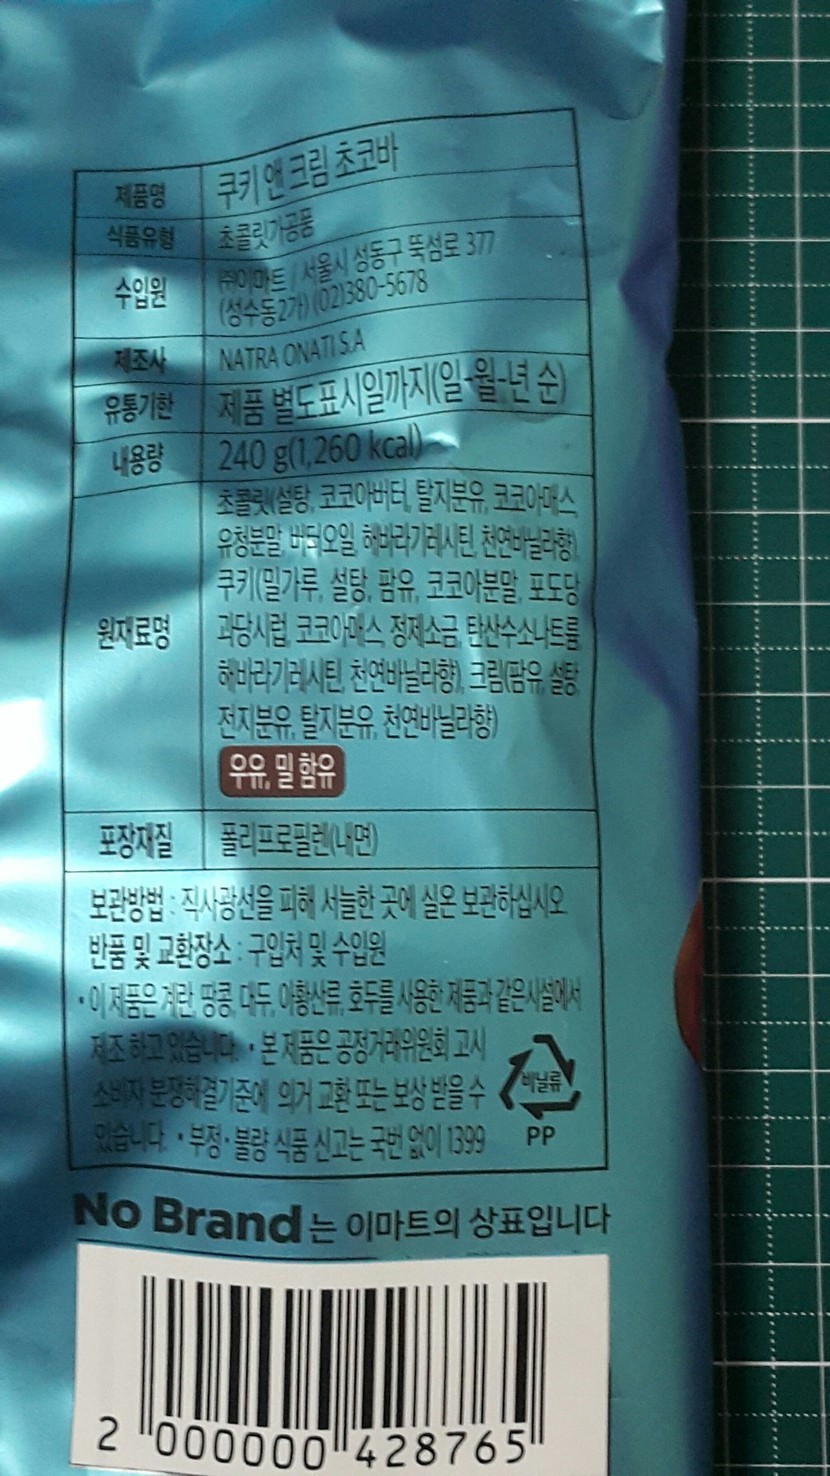 제품명 쿠키 앤 크림 초코바
식품유형 초콜릿가공품
수입원 ㈜이마트 / 서울시 성동구 뚝섬로 377
(성수동2가) (02)380-5678
제조사 NATRA ONATI S.A
유통기한 제품 별도표시일까지(일-월-년 순)
내용량 240 g(1,260 kcal)
원재료명 초콜릿(설탕, 코코아버터, 탈지분유, 코코아매스,
유청분말, 버터오일, 해바라기레시틴, 천연바닐라향),
쿠키(밀가루, 설탕, 팜유, 코코아분말, 포도당
과당시럽, 코코아매스, 정제소금, 탄산수소나트륨,
해바라기레시틴, 천연바닐라향), 크림(팜유, 설탕,
전지분유, 탈지분유, 천연바닐라향)
우유, 밀 함유
포장재질 폴리프로필렌(내면)
보관방법 : 직사광선을 피해 서늘한 곳에 실온 보관하십시오
반품 및 교환장소 : 구입처 및 수입원
• 이 제품은 계란, 땅콩, 대두, 아황산류, 호두를 사용한 제품과 같은시설에서
제조 하고 있습니다. • 본 제품은 공정거래위원회 고시
소비자 분쟁해결기준에 의거 교환 또는 보상 받을 수
있습니다. • 부정·불량 식품 신고는 국번 없이 1399
비닐류
PP
No Brand는 이마트의 상표입니다
2 000000 428765